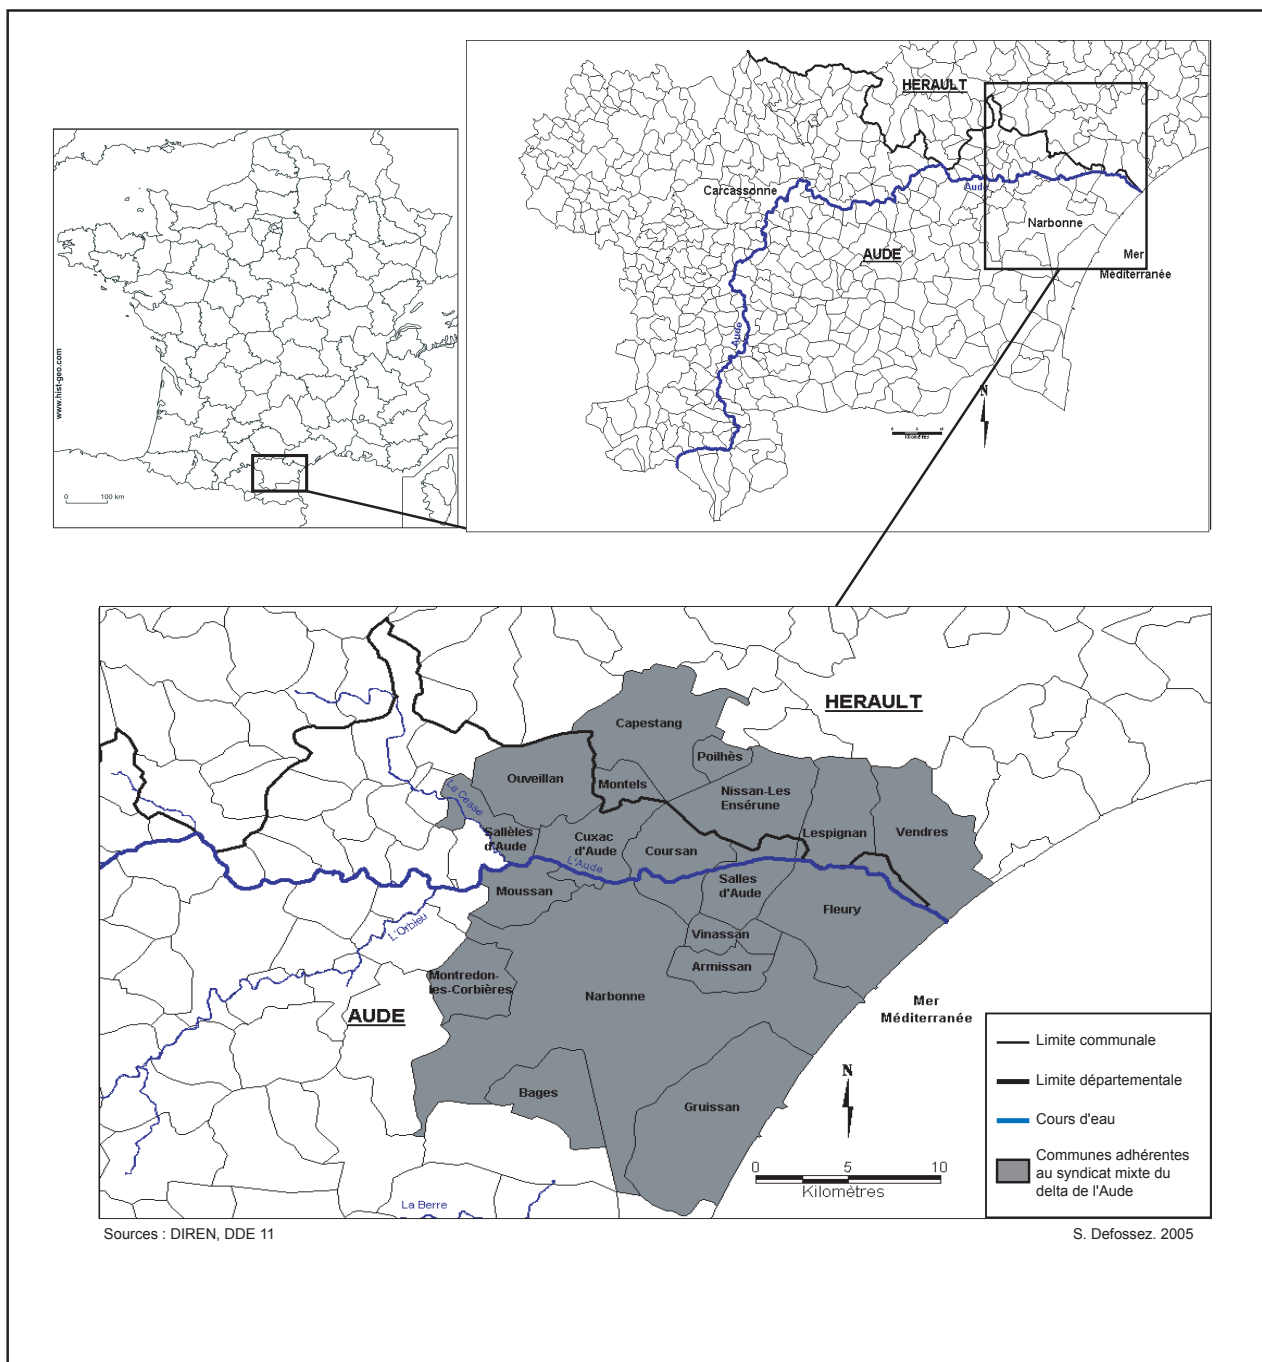 HERAULT
Carcassonne
Aude
Narbonne
AUDE
Mer
Méditerranée
Aude
N
Kilomètres
www.hist-geo.com
0 100 km
HERAULT
Capestang
Poilhès
Ouveillan
Montels
Nissan-Les
Ensérune
La Cesse
Sallèles
d'Aude
Cuxac
d'Aude
Coursan
Lespignan
Vendres
L'Aude
Moussan
Salles
d'Aude
Fleury
L'Orbieu
Vinassan
Armissan
Montredon-
les-Corbières
Narbonne
AUDE
Mer
Méditerranée
Bages
Gruissan
N
0 5 10
Kilomètres
La Berre
Limite communale
Limite départementale
Cours d'eau
Communes adhérentes
au syndicat mixte du
delta de l'Aude
Sources : DIREN, DDE 11
S. Defossez. 2005